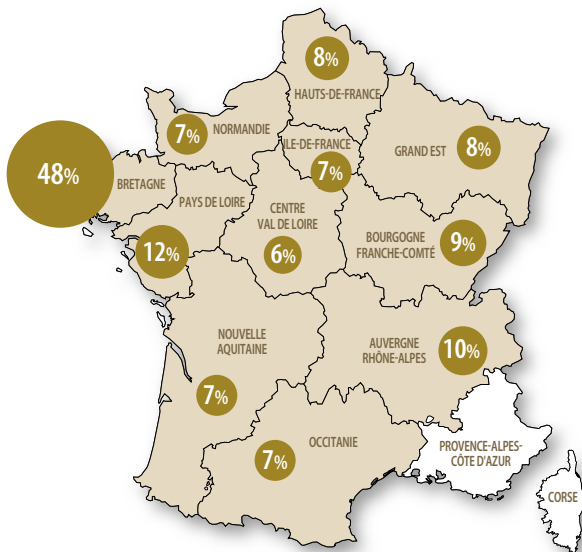 8%
HAUTS-DE-FRANCE
7%
NORMANDIE
ILE-DE-FRANCE
7%
GRAND EST
8%
48%
BRETAGNE
PAYS DE LOIRE
12%
CENTRE
VAL DE LOIRE
6%
BOURGOGNE
FRANCHE-COMTÉ
9%
NOUVELLE
AQUITAINE
7%
AUVERGNE
RHÔNE-ALPES
10%
OCCITANIE
7%
PROVENCE-ALPES-
CÔTE D'AZUR
CORSE